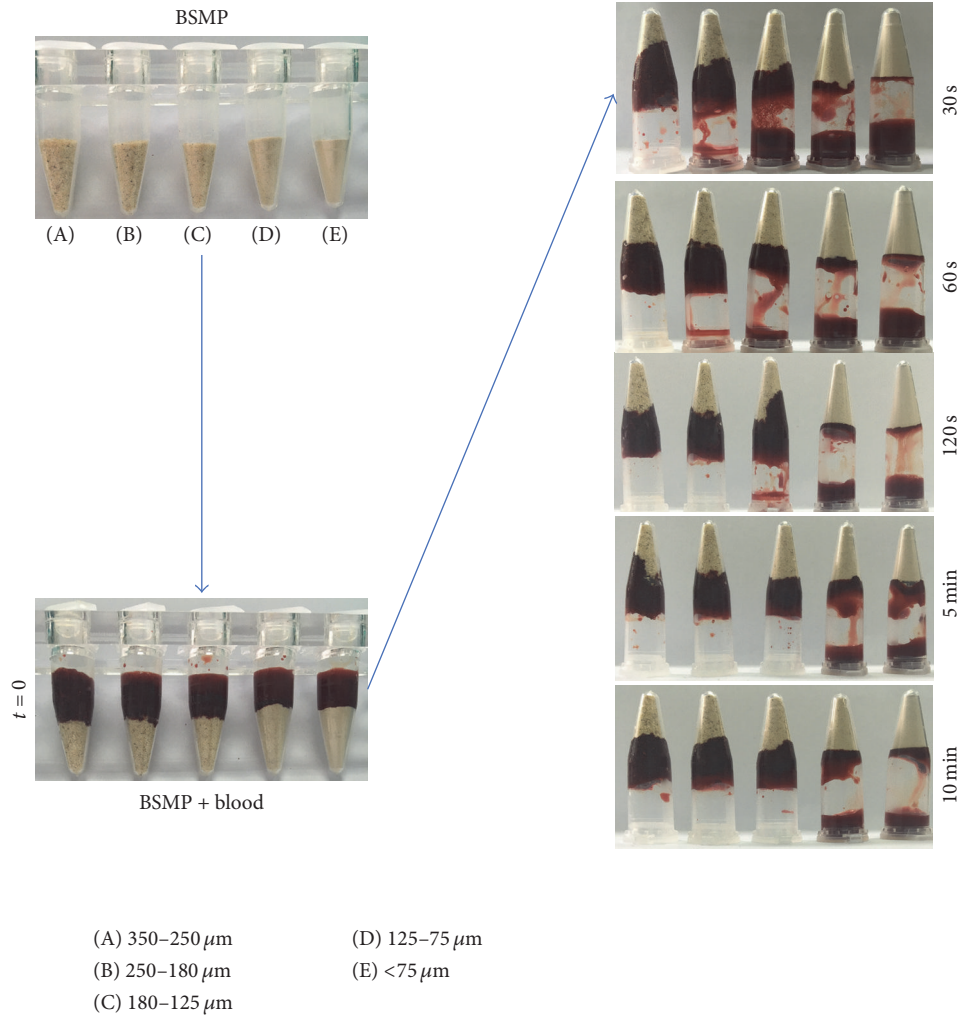 BSMP
(A)
(B)
(C)
(D)
(E)
t = 0
BSMP + blood
30 s
60 s
120 s
5 min
10 min
(A) 350–250 μm
(B) 250–180 μm
(C) 180–125 μm
(D) 125–75 μm
(E) <75 μm